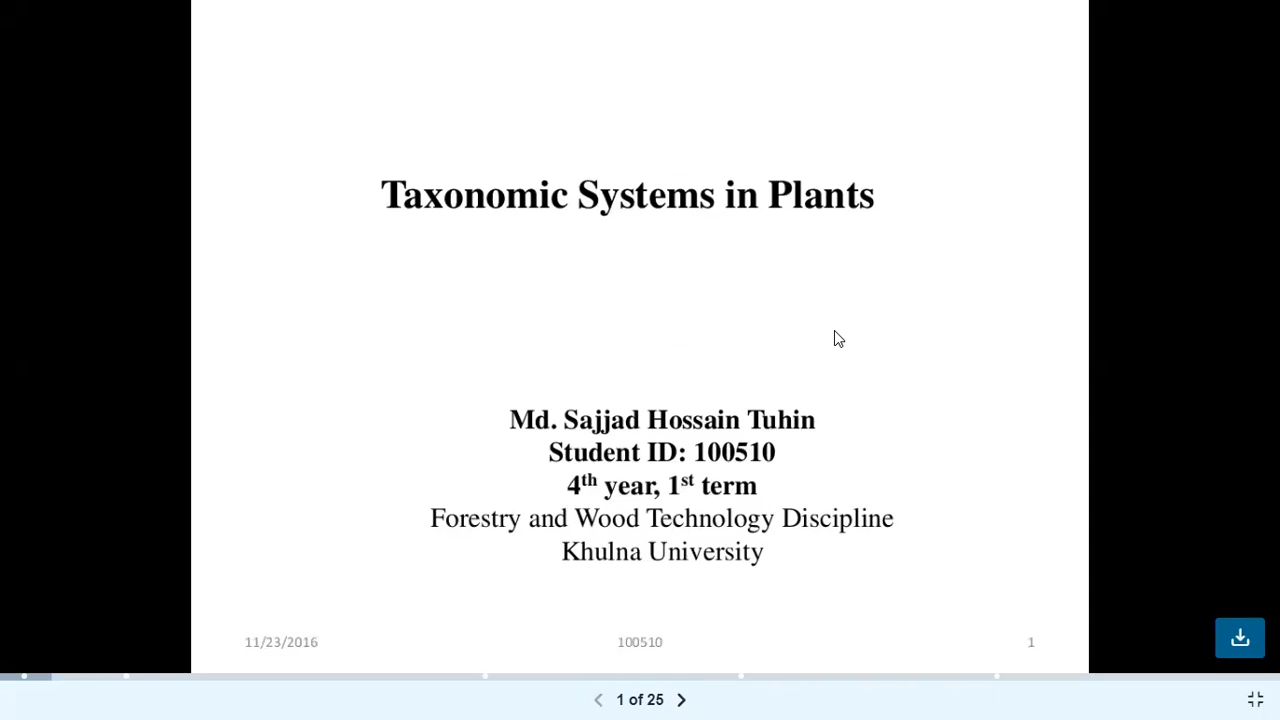 Taxonomic Systems in Plants
Md. Sajjad Hossain Tuhin
Student ID: 100510
4th year, 1st term
Forestry and Wood Technology Discipline
Khulna University
11/23/2016 100510 1
1 of 25